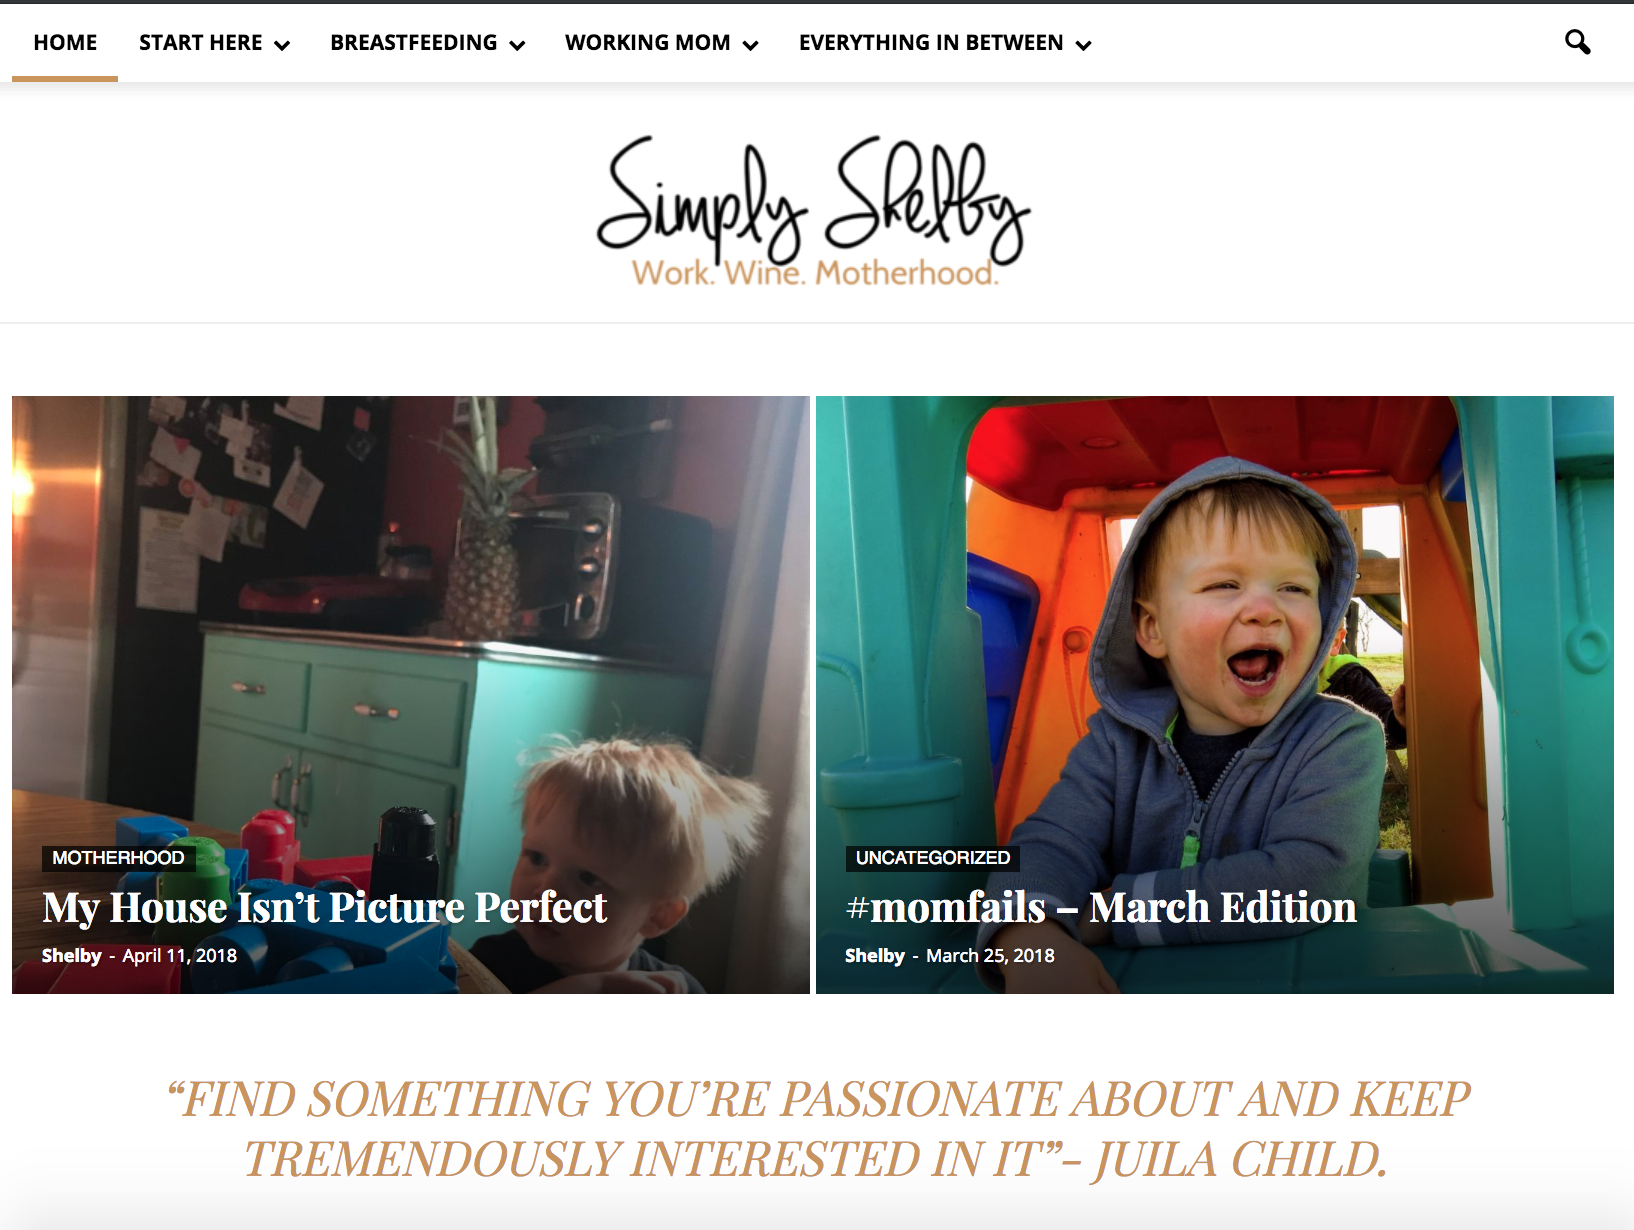 HOME START HERE BREASTFEEDING WORKING MOM EVERYTHING IN BETWEEN
Simply Shelby
Work. Wine. Motherhood.
MOTHERHOOD
My House Isn’t Picture Perfect
Shelby - April 11, 2018
UNCATEGORIZED
#momfails – March Edition
Shelby - March 25, 2018
“FIND SOMETHING YOU’RE PASSIONATE ABOUT AND KEEP
TREMENDOUSLY INTERESTED IN IT”– JUILA CHILD.